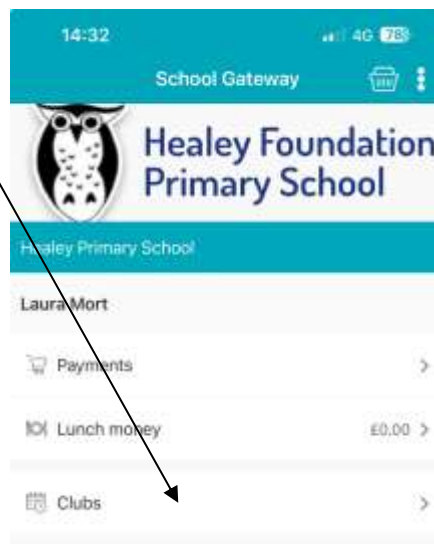 14:32 4G 78
School Gateway
Healey Foundation
Primary School
Healey Primary School
Laura Mort
Payments
Lunch money £0.00
Clubs